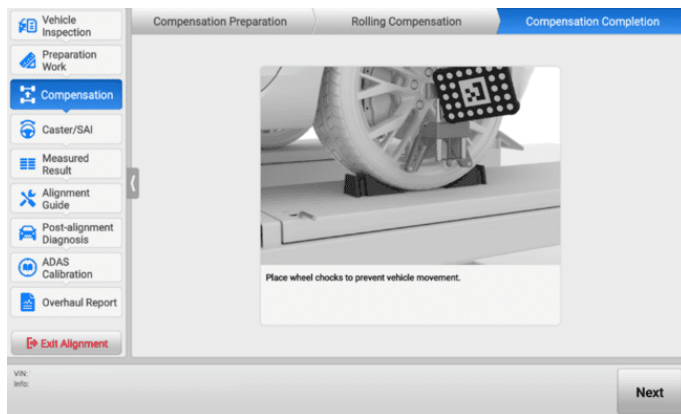 Vehicle
Inspection
Preparation
Work
Compensation
Caster/SAI
Measured
Result
Alignment
Guide
Post-alignment
Diagnosis
ADAS
Calibration
Overhaul Report
Exit Alignment
Compensation Preparation
Rolling Compensation
Compensation Completion
Place wheel chocks to prevent vehicle movement.
VIN:
Info:
Next